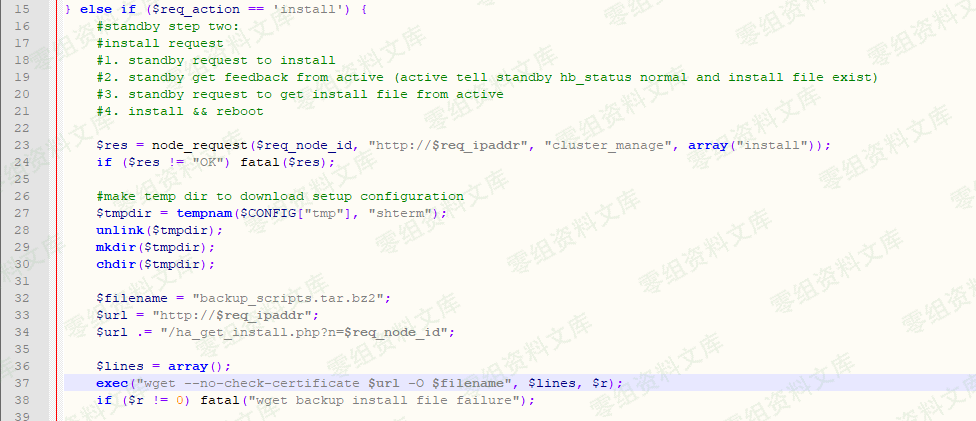 15 } else if ($req_action == 'install') {
16 #standby step two:
17 #install request
18 #1. standby request to install
19 #2. standby get feedback from active (active tell standby hb_status normal and install file exist)
20 #3. standby request to get install file from active
21 #4. install && reboot
22
23 $res = node_request($req_node_id, "http://$req_ipaddr", "cluster_manage", array("install"));
24 if ($res != "OK") fatal($res);
25
26 #make temp dir to download setup configuration
27 $tmpdir = tempnam($CONFIG["tmp"], "shterm");
28 unlink($tmpdir);
29 mkdir($tmpdir);
30 chdir($tmpdir);
31
32 $filename = "backup_scripts.tar.bz2";
33 $url = "http://$req_ipaddr";
34 $url .= "/ha_get_install.php?n=$req_node_id";
35
36 $lines = array();
37 exec("wget --no-check-certificate $url -O $filename", $lines, $r);
38 if ($r != 0) fatal("wget backup install file failure");
39
零组资料文库